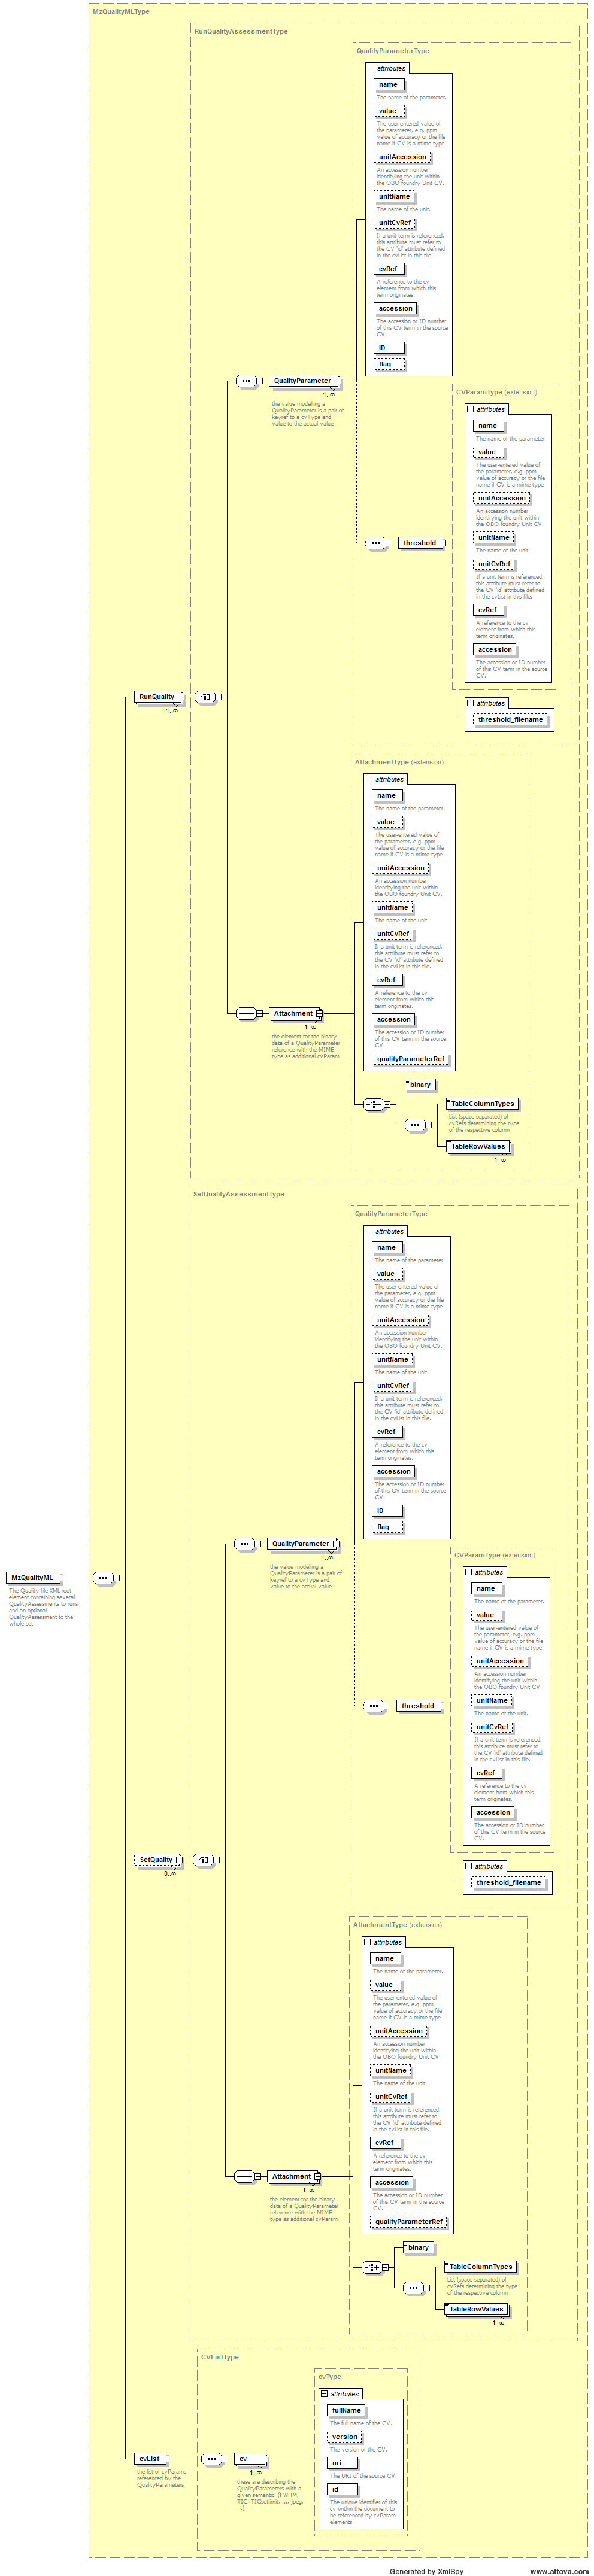 MzQualityMLType
RunQualityAssessmentType
QualityParameterType
attributes
name
The name of the parameter.
value
The user-entered value of
the parameter, e.g. ppm
value of accuracy or the file
name if CV is a mime type
unitAccession
An accession number
identifying the unit within
the OBO foundry Unit CV.
unitName
The name of the unit.
unitCvRef
If a unit term is referenced,
this attribute must refer to
the CV 'id' attribute defined
in the cvList in this file.
cvRef
A reference to the cv
element from which this
term originates.
accession
The accession or ID number
of this CV term in the source
CV.
ID
flag
QualityParameter
1..∞
the value modelling a
QualityParameter is a pair of
keyref to a cvType and
value to the actual value
CVParamType (extension)
attributes
name
The name of the parameter.
value
The user-entered value of
the parameter, e.g. ppm
value of accuracy or the file
name if CV is a mime type
unitAccession
An accession number
identifying the unit within
the OBO foundry Unit CV.
unitName
The name of the unit.
unitCvRef
If a unit term is referenced,
this attribute must refer to
the CV 'id' attribute defined
in the cvList in this file.
cvRef
A reference to the cv
element from which this
term originates.
accession
The accession or ID number
of this CV term in the source
CV.
threshold
attributes
threshold_filename
RunQuality
1..∞
AttachmentType (extension)
attributes
name
The name of the parameter.
value
The user-entered value of
the parameter, e.g. ppm
value of accuracy or the file
name if CV is a mime type
unitAccession
An accession number
identifying the unit within
the OBO foundry Unit CV.
unitName
The name of the unit.
unitCvRef
If a unit term is referenced,
this attribute must refer to
the CV 'id' attribute defined
in the cvList in this file.
cvRef
A reference to the cv
element from which this
term originates.
accession
The accession or ID number
of this CV term in the source
CV.
qualityParameterRef
Attachment
1..∞
the element for the binary
data of a QualityParameter
reference with the MIME
type as additional cvParam
binary
TableColumnTypes
List (space separated) of
cvRefs determining the type
of the respective column
TableRowValues
1..∞
SetQualityAssessmentType
QualityParameterType
attributes
name
The name of the parameter.
value
The user-entered value of
the parameter, e.g. ppm
value of accuracy or the file
name if CV is a mime type
unitAccession
An accession number
identifying the unit within
the OBO foundry Unit CV.
unitName
The name of the unit.
unitCvRef
If a unit term is referenced,
this attribute must refer to
the CV 'id' attribute defined
in the cvList in this file.
cvRef
A reference to the cv
element from which this
term originates.
accession
The accession or ID number
of this CV term in the source
CV.
ID
flag
QualityParameter
1..∞
the value modelling a
QualityParameter is a pair of
keyref to a cvType and
value to the actual value
CVParamType (extension)
attributes
name
The name of the parameter.
value
The user-entered value of
the parameter, e.g. ppm
value of accuracy or the file
name if CV is a mime type
unitAccession
An accession number
identifying the unit within
the OBO foundry Unit CV.
unitName
The name of the unit.
unitCvRef
If a unit term is referenced,
this attribute must refer to
the CV 'id' attribute defined
in the cvList in this file.
cvRef
A reference to the cv
element from which this
term originates.
accession
The accession or ID number
of this CV term in the source
CV.
threshold
attributes
threshold_filename
MzQualityML
The Quality file XML root
element containing several
QualityAssessments to runs
and an optional
QualityAssessment to the
whole set
SetQuality
0..∞
AttachmentType (extension)
attributes
name
The name of the parameter.
value
The user-entered value of
the parameter, e.g. ppm
value of accuracy or the file
name if CV is a mime type
unitAccession
An accession number
identifying the unit within
the OBO foundry Unit CV.
unitName
The name of the unit.
unitCvRef
If a unit term is referenced,
this attribute must refer to
the CV 'id' attribute defined
in the cvList in this file.
cvRef
A reference to the cv
element from which this
term originates.
accession
The accession or ID number
of this CV term in the source
CV.
qualityParameterRef
Attachment
1..∞
the element for the binary
data of a QualityParameter
reference with the MIME
type as additional cvParam
binary
TableColumnTypes
List (space separated) of
cvRefs determining the type
of the respective column
TableRowValues
1..∞
CVListType
cvType
attributes
fullName
The full name of the CV.
version
The version of the CV.
uri
The URI of the source CV.
id
The unique identifier of this
cv within the document to
be referenced by cvParam
elements.
cvList
the list of cvParams
referenced by the
QualityParameters
cv
1..∞
these are describing the
QualityParameters with a
given semantic. (FWHM,
TIC, TICsetlimit, .... jpeg,
...)
Generated by XmlSpy
www.altova.com